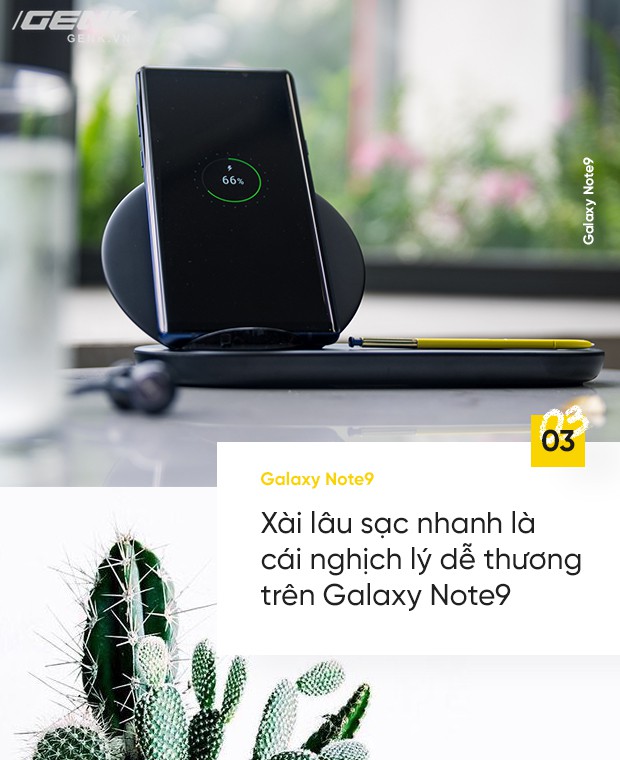 GENK
66%
Galaxy Note9
03
Galaxy Note9
Xài lâu sạc nhanh là
cái nghịch lý dễ thương
trên Galaxy Note9